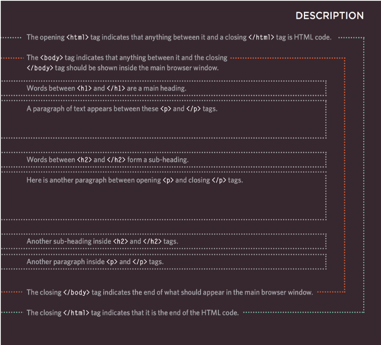 DESCRIPTION
The opening <html> tag indicates that anything between it and a closing </html> tag is HTML code.
The <body> tag indicates that anything between it and the closing
</body> tag should be shown inside the main browser window.
Words between <h1> and </h1> are a main heading.
A paragraph of text appears between these <p> and </p> tags.
Words between <h2> and </h2> form a sub-heading.
Here is another paragraph between opening <p> and closing </p> tags.
Another sub-heading inside <h2> and </h2> tags.
Another paragraph inside <p> and </p> tags.
The closing </body> tag indicates the end of what should appear in the main browser window.
The closing </html> tag indicates that it is the end of the HTML code.